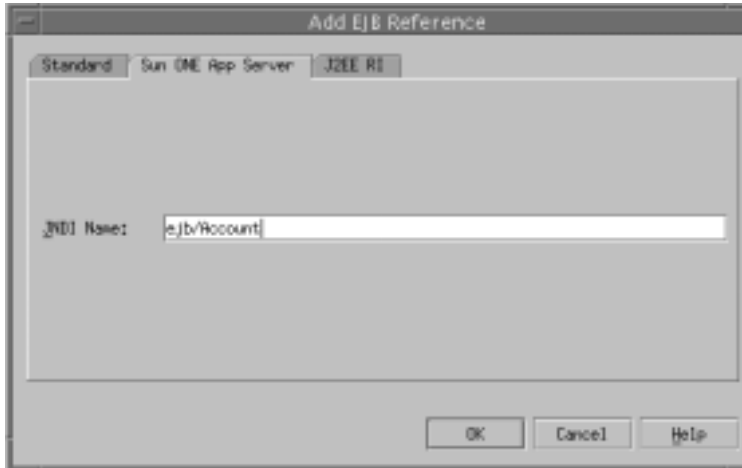 Add EJB Reference
Standard Sun ONE App Server J2EE RI
JNDI Name: ejb/Account
OK Cancel Help